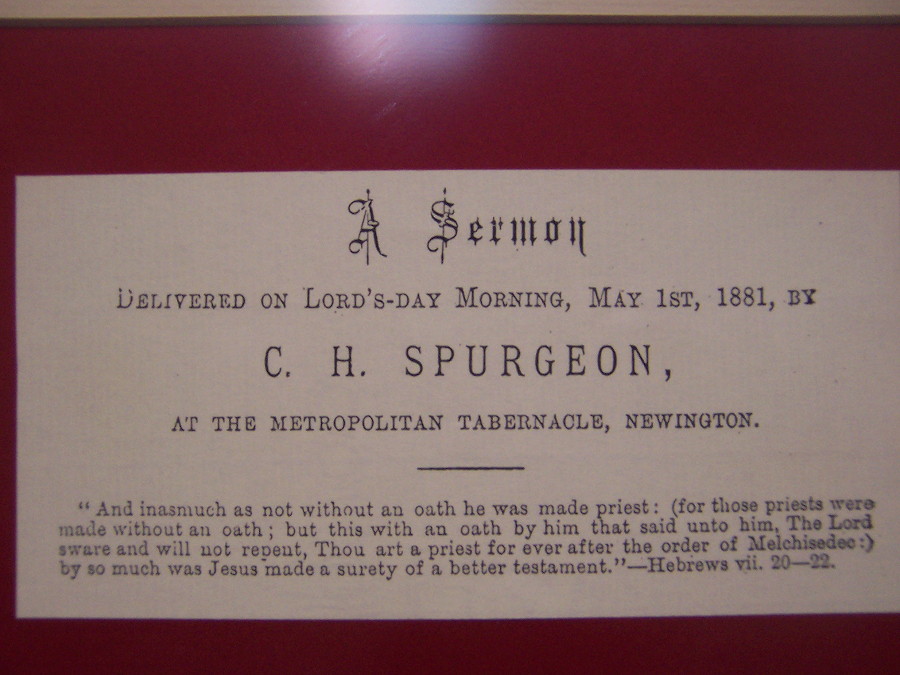 A Sermon
DELIVERED ON LORD'S-DAY MORNING, MAY 1ST, 1881, BY
C. H. SPURGEON,
AT THE METROPOLITAN TABERNACLE, NEWINGTON.
“And inasmuch as not without an oath he was made priest: (for those priests were
made without an oath; but this with an oath by him that said unto him, The Lord
sware and will not repent, Thou art a priest for ever after the order of Melchisedec:)
by so much was Jesus made a surety of a better testament.”—Hebrews vii. 20—22.